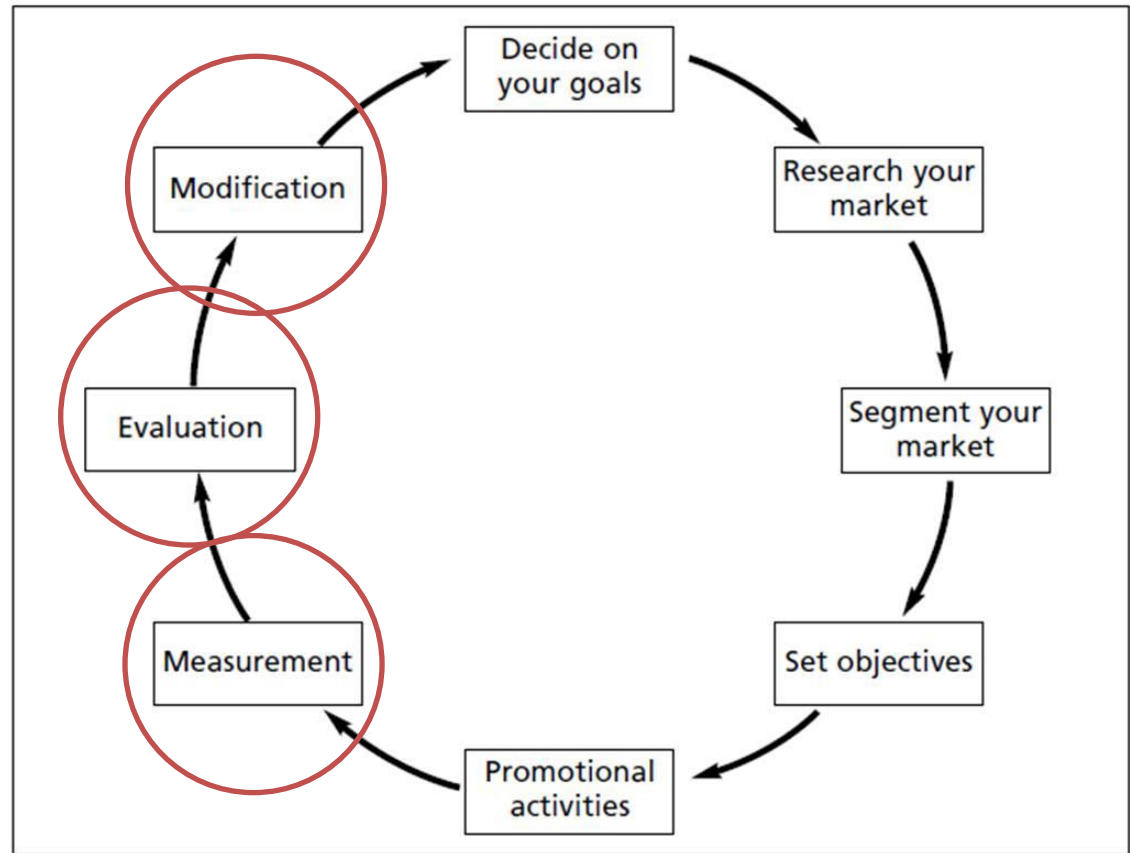 Decide on
your goals
Research your
market
Segment your
market
Set objectives
Promotional
activities
Measurement
Evaluation
Modification